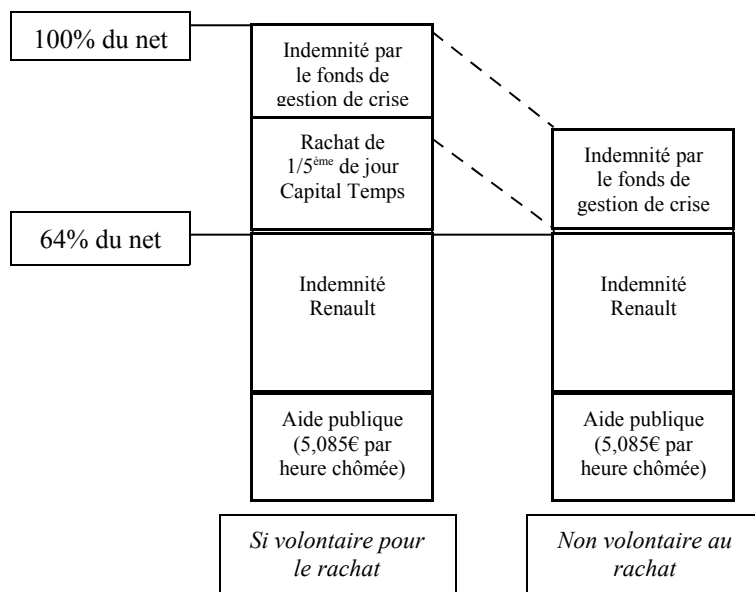 100% du net
Indemnité par
le fonds de
gestion de crise
Rachat de
1/5ème de jour
Capital Temps
Indemnité par
le fonds de
gestion de crise
64% du net
Indemnité
Renault
Indemnité
Renault
Aide publique
(5,085€ par
heure chômée)
Aide publique
(5,085€ par
heure chômée)
Si volontaire pour
le rachat
Non volontaire au
rachat